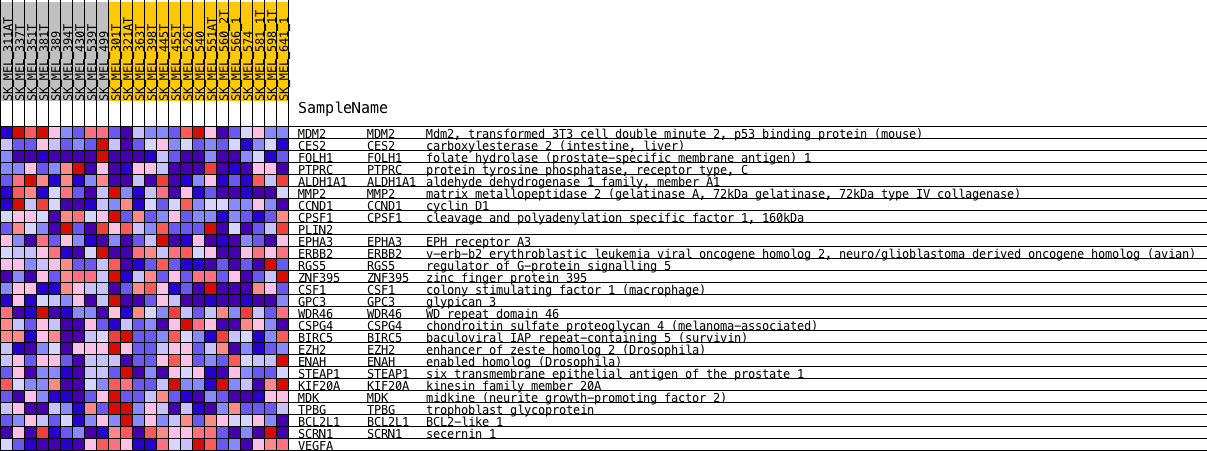 SK_MEL_311AT
SK_MEL_337T
SK_MEL_351T
SK_MEL_381T
SK_MEL_389
SK_MEL_394T
SK_MEL_430T
SK_MEL_539T
SK_MEL_499
SK_MEL_301T
SK_MEL_321AT
SK_MEL_363T
SK_MEL_398T
SK_MEL_445T
SK_MEL_455T
SK_MEL_526T
SK_MEL_540
SK_MEL_551AT
SK_MEL_560_2T
SK_MEL_566_1
SK_MEL_574
SK_MEL_581_1T
SK_MEL_598_1T
SK_MEL_641_1
SampleName
MDM2 MDM2 Mdm2, transformed 3T3 cell double minute 2, p53 binding protein (mouse)
CES2 CES2 carboxylesterase 2 (intestine, liver)
FOLH1 FOLH1 folate hydrolase (prostate-specific membrane antigen) 1
PTPRC PTPRC protein tyrosine phosphatase, receptor type, C
ALDH1A1 ALDH1A1 aldehyde dehydrogenase 1 family, member A1
MMP2 MMP2 matrix metallopeptidase 2 (gelatinase A, 72kDa gelatinase, 72kDa type IV collagenase)
CCND1 CCND1 cyclin D1
CPSF1 CPSF1 cleavage and polyadenylation specific factor 1, 160kDa
PLIN2
EPHA3 EPHA3 EPH receptor A3
ERBB2 ERBB2 v-erb-b2 erythroblastic leukemia viral oncogene homolog 2, neuro/glioblastoma derived oncogene homolog (avian)
RGS5 RGS5 regulator of G-protein signalling 5
ZNF395 ZNF395 zinc finger protein 395
CSF1 CSF1 colony stimulating factor 1 (macrophage)
GPC3 GPC3 glypican 3
WDR46 WDR46 WD repeat domain 46
CSPG4 CSPG4 chondroitin sulfate proteoglycan 4 (melanoma-associated)
BIRC5 BIRC5 baculoviral IAP repeat-containing 5 (survivin)
EZH2 EZH2 enhancer of zeste homolog 2 (Drosophila)
ENAH ENAH enabled homolog (Drosophila)
STEAP1 STEAP1 six transmembrane epithelial antigen of the prostate 1
KIF20A KIF20A kinesin family member 20A
MDK MDK midkine (neurite growth-promoting factor 2)
TPBG TPBG trophoblast glycoprotein
BCL2L1 BCL2L1 BCL2-like 1
SCRN1 SCRN1 secernin 1
VEGFA